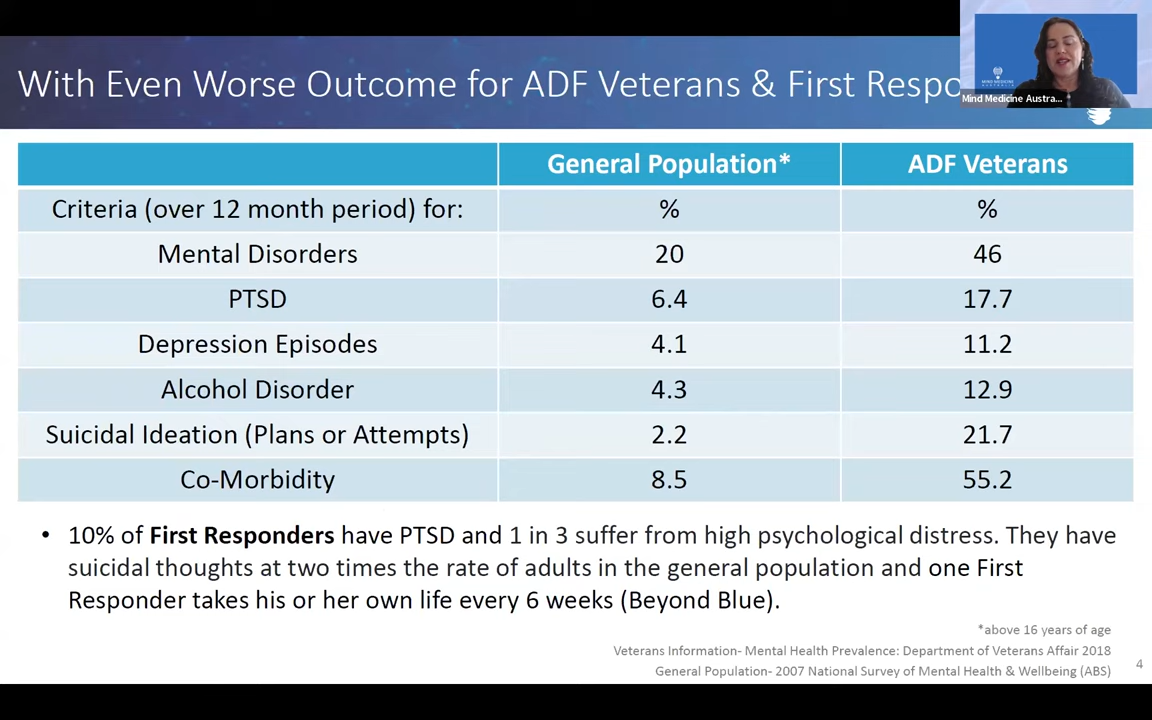 With Even Worse Outcome for ADF Veterans & First Respo
MIND MEDICINE
AUSTRALIA
Mind Medicine Austra...
General Population* ADF Veterans
Criteria (over 12 month period) for: % %
Mental Disorders 20 46
PTSD 6.4 17.7
Depression Episodes 4.1 11.2
Alcohol Disorder 4.3 12.9
Suicidal Ideation (Plans or Attempts) 2.2 21.7
Co-Morbidity 8.5 55.2
• 10% of First Responders have PTSD and 1 in 3 suffer from high psychological distress. They have
suicidal thoughts at two times the rate of adults in the general population and one First
Responder takes his or her own life every 6 weeks (Beyond Blue).
*above 16 years of age
Veterans Information- Mental Health Prevalence: Department of Veterans Affair 2018
General Population- 2007 National Survey of Mental Health & Wellbeing (ABS)
4